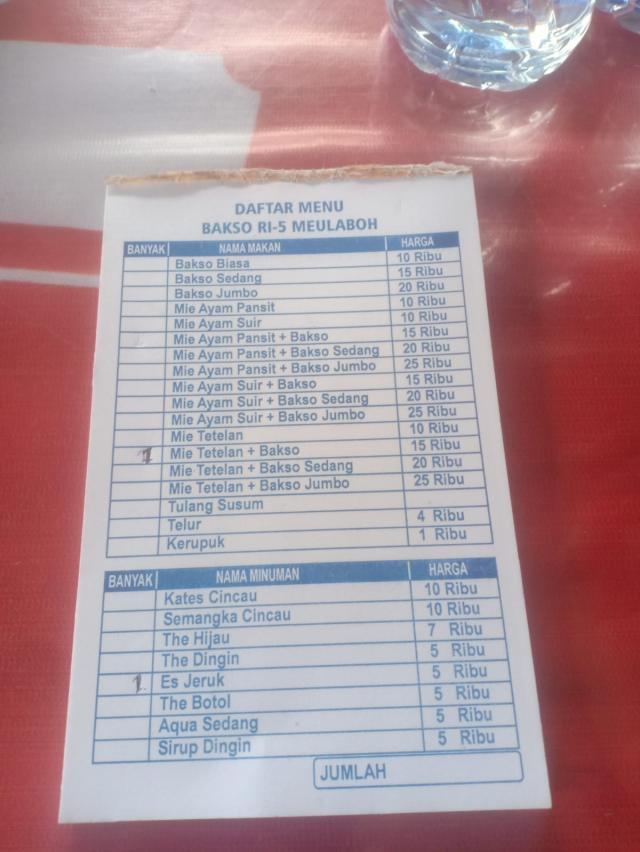 DAFTAR MENU
BAKSO RI-5 MEULABOH
BANYAK NAMA MAKAN HARGA
Bakso Biasa 10 Ribu
Bakso Sedang 15 Ribu
Bakso Jumbo 20 Ribu
Mie Ayam Pansit 10 Ribu
Mie Ayam Suir 10 Ribu
Mie Ayam Pansit + Bakso 15 Ribu
Mie Ayam Pansit + Bakso Sedang 20 Ribu
Mie Ayam Pansit + Bakso Jumbo 25 Ribu
Mie Ayam Suir + Bakso 15 Ribu
Mie Ayam Suir + Bakso Sedang 20 Ribu
Mie Ayam Suir + Bakso Jumbo 25 Ribu
Mie Tetelan 10 Ribu
1 Mie Tetelan + Bakso 15 Ribu
Mie Tetelan + Bakso Sedang 20 Ribu
Mie Tetelan + Bakso Jumbo 25 Ribu
Tulang Susum
Telur 4 Ribu
Kerupuk 1 Ribu
BANYAK NAMA MINUMAN HARGA
Kates Cincau 10 Ribu
Semangka Cincau 10 Ribu
The Hijau 7 Ribu
The Dingin 5 Ribu
1 Es Jeruk 5 Ribu
The Botol 5 Ribu
Aqua Sedang 5 Ribu
Sirup Dingin 5 Ribu
JUMLAH